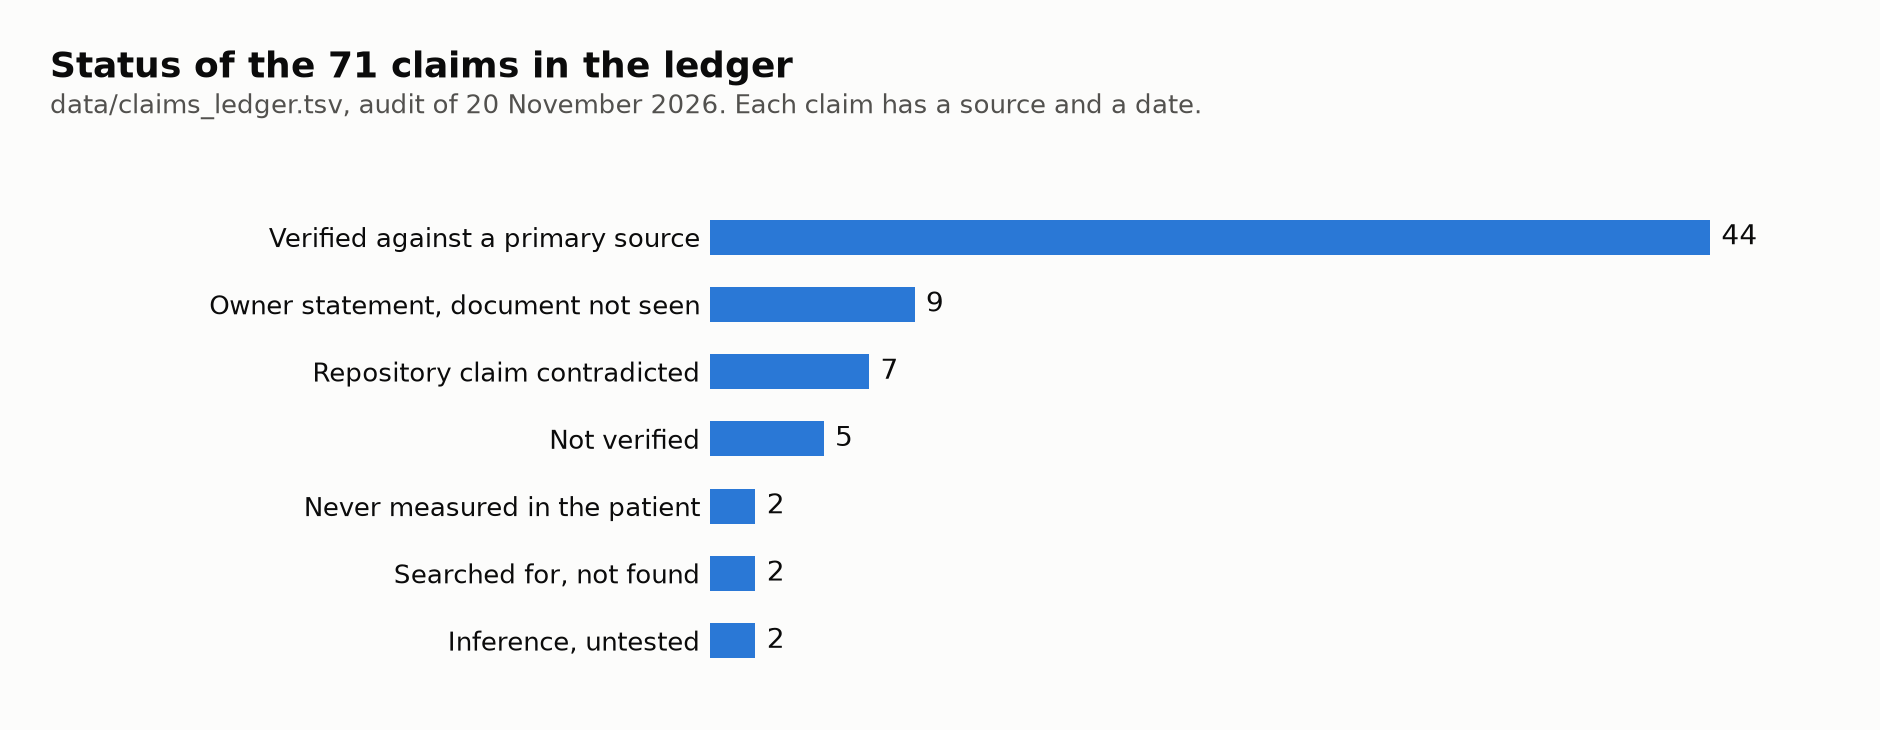 Status of the 71 claims in the ledger
data/claims_ledger.tsv, audit of 20 November 2026. Each claim has a source and a date.
Verified against a primary source 44
Owner statement, document not seen 9
Repository claim contradicted 7
Not verified 5
Never measured in the patient 2
Searched for, not found 2
Inference, untested 2